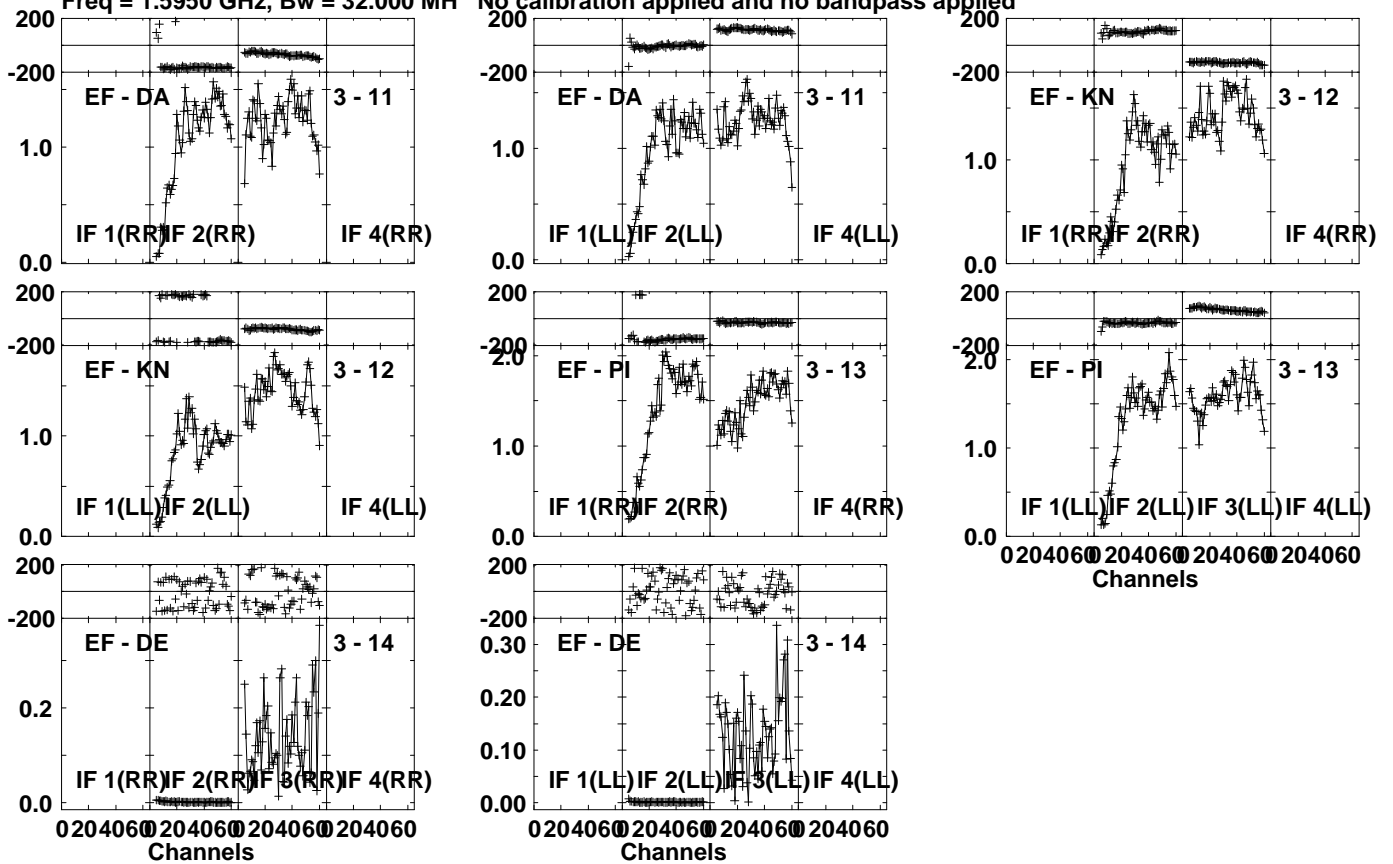 Freq = 1.5950 GHz, Bw = 32.000 MH No calibration applied and no bandpass applied
200 200 200
-200 -200 -200
EF - DA 3 - 11 EF - DA 3 - 11 EF - KN 3 - 12
1.0 1.0 1.0
IF 1(RR) IF 2(RR) IF 4(RR) IF 1(LL) IF 2(LL) IF 4(LL) IF 1(RR) IF 2(RR) IF 4(RR)
0.0 0.0 0.0
200 200 200
-200 -200 -200
2.0 2.0
EF - KN 3 - 12 EF - PI 3 - 13 EF - PI 3 - 13
1.0 1.0 1.0
IF 1(LL) IF 2(LL) IF 4(LL) IF 1(RR) IF 2(RR) IF 4(RR) IF 1(LL) IF 2(LL) IF 3(LL) IF 4(LL)
0.0 0.0 0.0
0 20 40 60 0 20 40 60 0 20 40 60 0 20 40 60
Channels
200 200
-200 -200
EF - DE 3 - 14 EF - DE 3 - 14
0.30
0.2 0.20
0.10
IF 1(RR) IF 2(RR) IF 3(RR) IF 4(RR) IF 1(LL) IF 2(LL) IF 3(LL) IF 4(LL)
0.0 0.00
0 20 40 60 0 20 40 60 0 20 40 60 0 20 40 60 0 20 40 60 0 20 40 60 0 20 40 60 0 20 40 60
Channels Channels